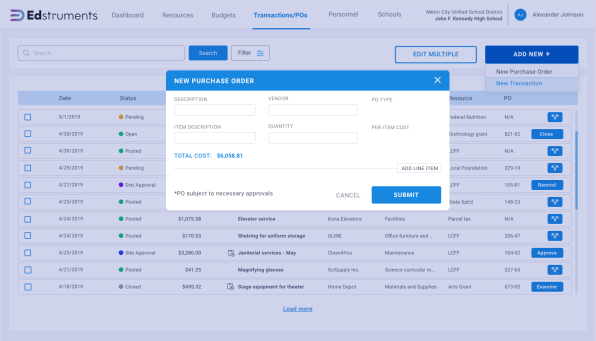 Edstruments
Dashboard
Resources
Budgets
Transactions/POs
Personnel
Schools
Metro City Unified School District
John F. Kennedy High School
AJ
Alexander Johnson
Search...
Search
Filter
EDIT MULTIPLE
ADD NEW +
New Purchase Order
New Transaction
NEW PURCHASE ORDER
DESCRIPTION
VENDOR
PO TYPE
ITEM DESCRIPTION
QUANTITY
PER ITEM COST
TOTAL COST: $6,058.81
ADD LINE ITEM
*PO subject to necessary approvals
CANCEL
SUBMIT
Date Status Resource PO
5/1/2019 Pending Federal Nutrition N/A
4/30/2019 Open Technology grant 821-92 Close
4/30/2019 Posted LCFF N/A
4/29/2019 Pending Local Foundation 329-19
4/27/2019 Dist Approval LCFF 105-81 Remind
4/25/2019 Posted State SpEd 148-23
4/24/2019 Posted $1,075.38 Elevator service Kona Elevators Facilities Parcel tax N/A
4/24/2019 Posted $170.53 Shelving for uniform storage ULINE Office furniture and ... LCFF 206-47
4/23/2019 Site Approval $3,280.00 Janitorial services - May Clean4You Maintenance LCFF 104-92 Approve
4/21/2019 Posted $41.25 Magnifying glasses SciSupply Inc. Science curricular m... LCFF 327-65
4/18/2019 Closed $495.32 Stage equipment for theater Home Depot Materials and Supplies Arts Grant 873-65 Examine
Load more